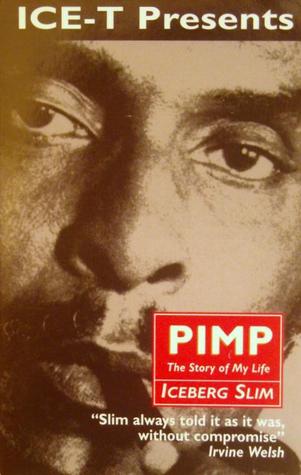 ICE-T Presents
PIMP
The Story of My Life
ICEBERG SLIM
“Slim always told it as it was,
without compromise”
Irvine Welsh